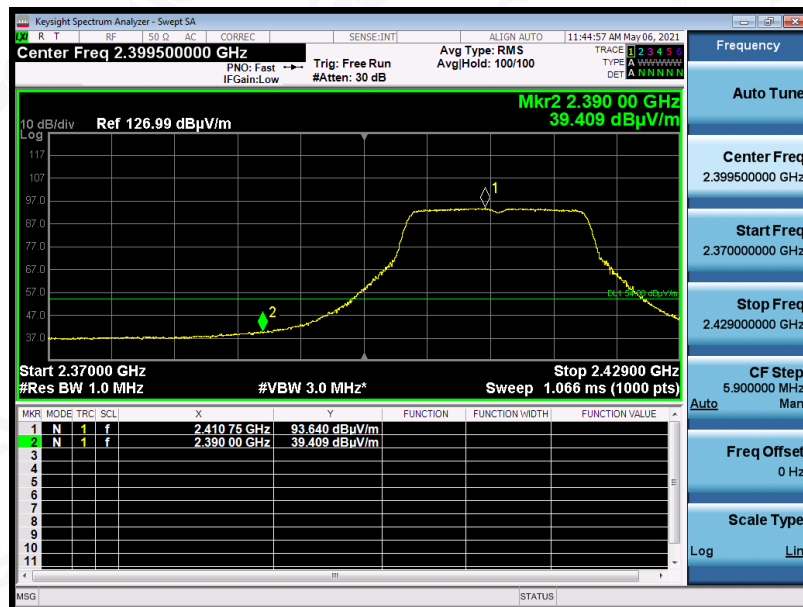 Keysight Spectrum Analyzer - Swept SA
LXI R T RF 50 Ω AC CORREC SENSE:INT ALIGN AUTO 11:44:57 AM May 06, 2021
Center Freq 2.399500000 GHz
PNO: Fast
IFGain:Low
Trig: Free Run
#Atten: 30 dB
Avg Type: RMS
Avg|Hold: 100/100
TRACE 1 2 3 4 5 6
TYPE A WWWWW
DET A N N N N N
Mkr2 2.390 00 GHz
39.409 dBµV/m
10 dB/div Ref 126.99 dBµV/m
Log
117
107
97.0
87.0
77.0
67.0
57.0
47.0
37.0
1
2
DL1 54.00 dBµV/m
Start 2.37000 GHz Stop 2.42900 GHz
#Res BW 1.0 MHz #VBW 3.0 MHz* Sweep 1.066 ms (1000 pts)
MKR MODE TRC SCL X Y FUNCTION FUNCTION WIDTH FUNCTION VALUE
1 N 1 f 2.410 75 GHz 93.640 dBµV/m
2 N 1 f 2.390 00 GHz 39.409 dBµV/m
3
4
5
6
7
8
9
10
11
MSG STATUS
Frequency
Auto Tune
Center Freq
2.399500000 GHz
Start Freq
2.370000000 GHz
Stop Freq
2.429000000 GHz
CF Step
5.900000 MHz
Auto Man
Freq Offset
0 Hz
Scale Type
Log Lin